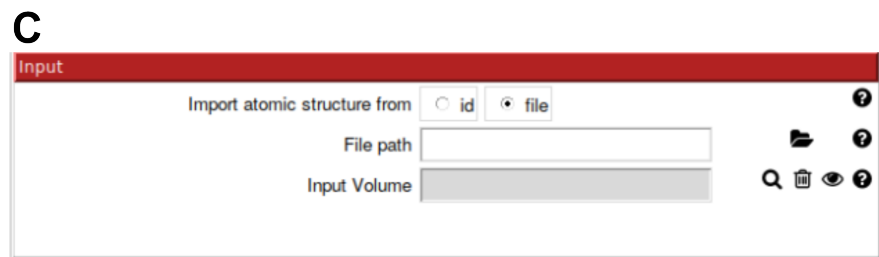 C
Input
Import atomic structure from id file
File path
Input Volume